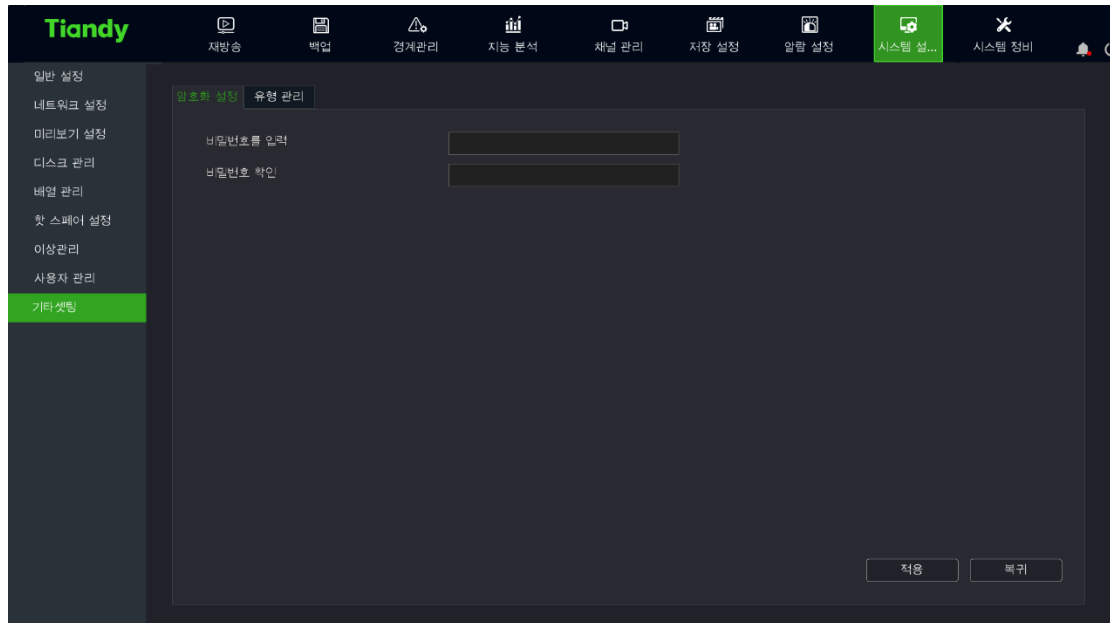 Tiandy
재방송
백업
경계관리
지능 분석
채널 관리
저장 설정
알람 설정
시스템 설...
시스템 정비
일반 설정
네트워크 설정
미리보기 설정
디스크 관리
배열 관리
핫 스페어 설정
이상관리
사용자 관리
기타셋팅
암호화 설정
유형 관리
비밀번호를 입력
비밀번호 확인
적용
복귀